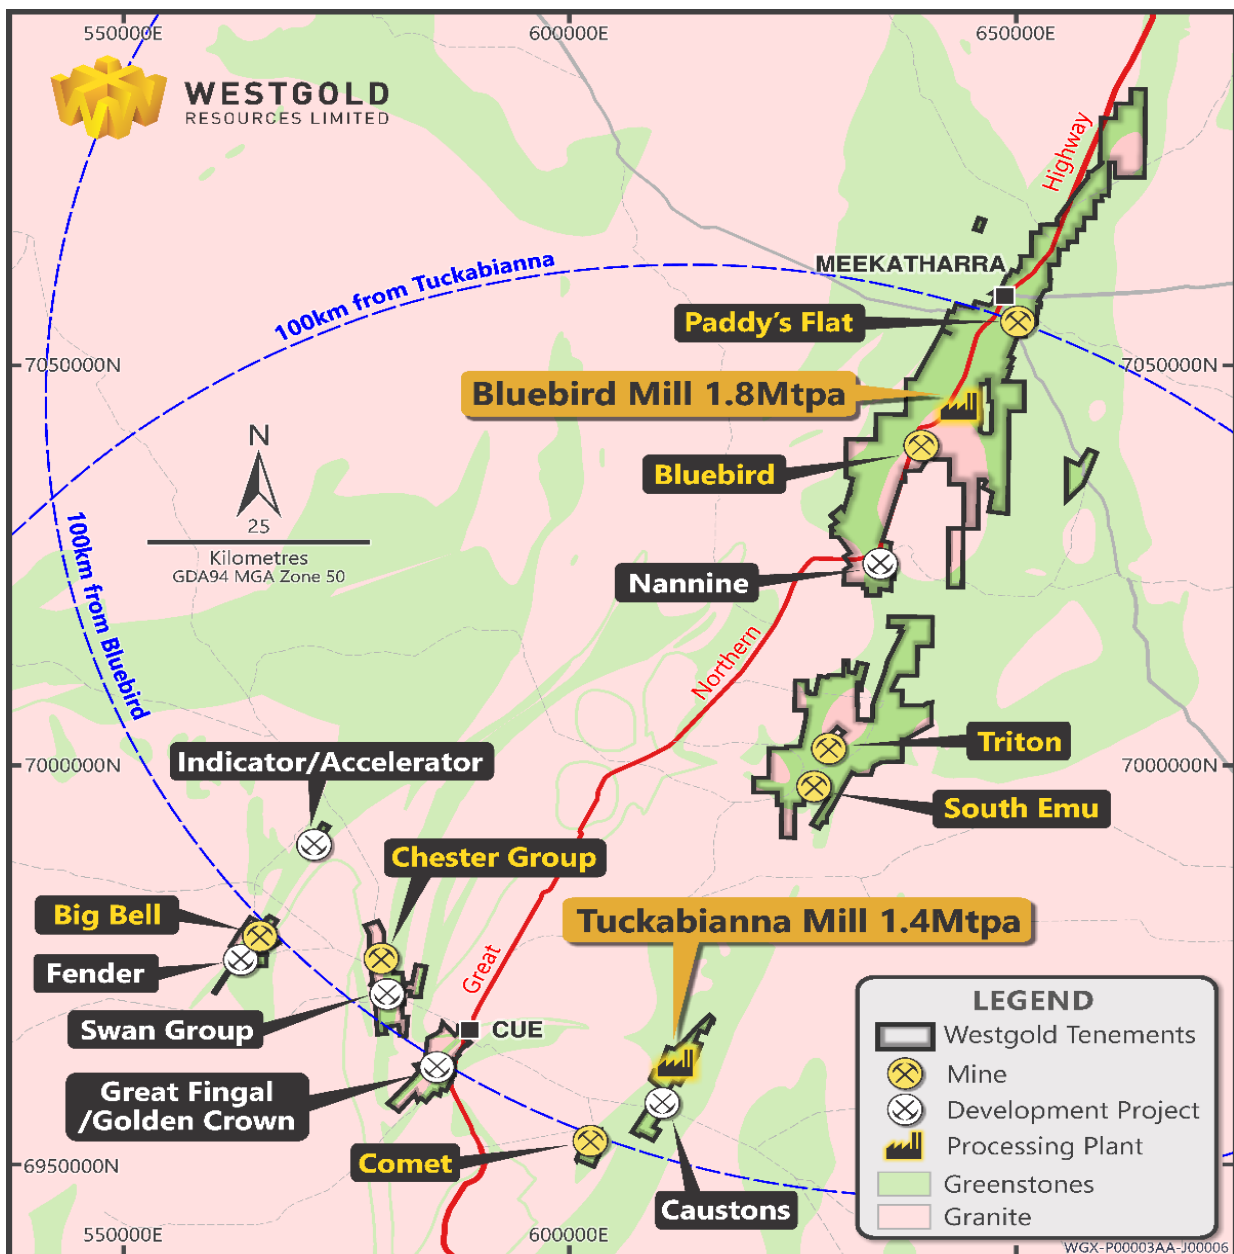 550000E
600000E
650000E
WESTGOLD
RESOURCES LIMITED
Highway
MEEKATHARRA
100km from Tuckabianna
Paddy's Flat
7050000N
7050000N
Bluebird Mill 1.8Mtpa
N
25
Kilometres
GDA94 MGA Zone 50
Bluebird
100km from Bluebird
Nannine
Northern
Indicator/Accelerator
Triton
7000000N
7000000N
South Emu
Chester Group
Big Bell
Tuckabianna Mill 1.4Mtpa
Fender
Great
Swan Group
CUE
Great Fingal
/Golden Crown
Comet
6950000N
Caustons
LEGEND
Westgold Tenements
Mine
Development Project
Processing Plant
Greenstones
Granite
550000E
600000E
WGX-P00003AA-J00006